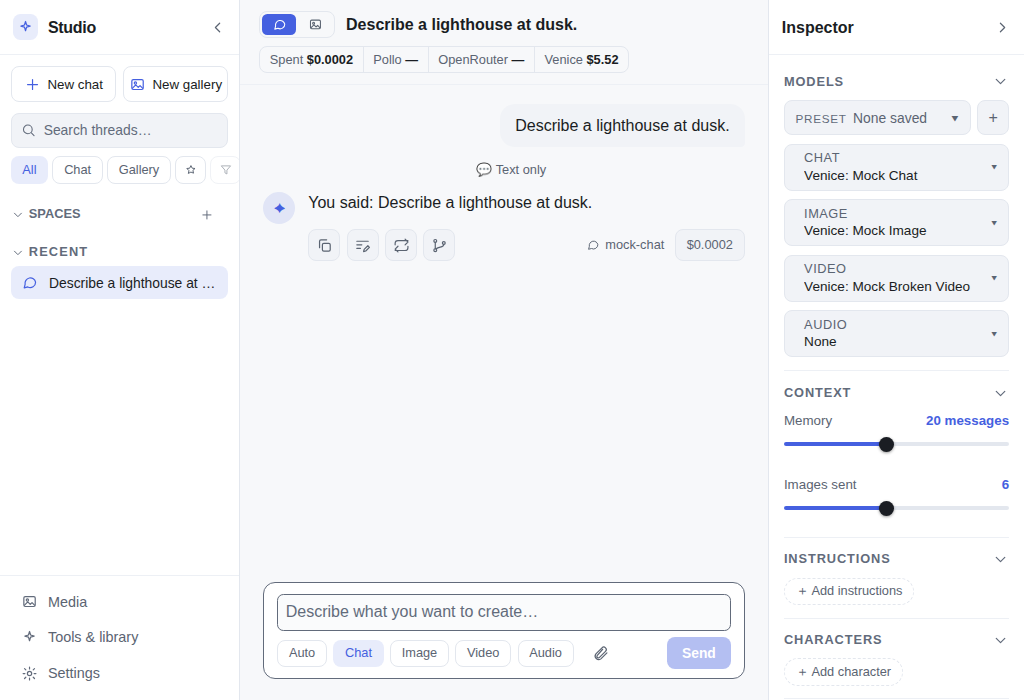 Studio
New chat
New gallery
Search threads…
All
Chat
Gallery
SPACES
RECENT
Describe a lighthouse at …
Media
Tools & library
Settings
Describe a lighthouse at dusk.
Spent $0.0002
Pollo —
OpenRouter —
Venice $5.52
Describe a lighthouse at dusk.
💬 Text only
You said: Describe a lighthouse at dusk.
mock-chat
$0.0002
Describe what you want to create…
Auto
Chat
Image
Video
Audio
Send
Inspector
MODELS
PRESET None saved
+
CHAT
Venice: Mock Chat
IMAGE
Venice: Mock Image
VIDEO
Venice: Mock Broken Video
AUDIO
None
CONTEXT
Memory 20 messages
Images sent 6
INSTRUCTIONS
+ Add instructions
CHARACTERS
+ Add character